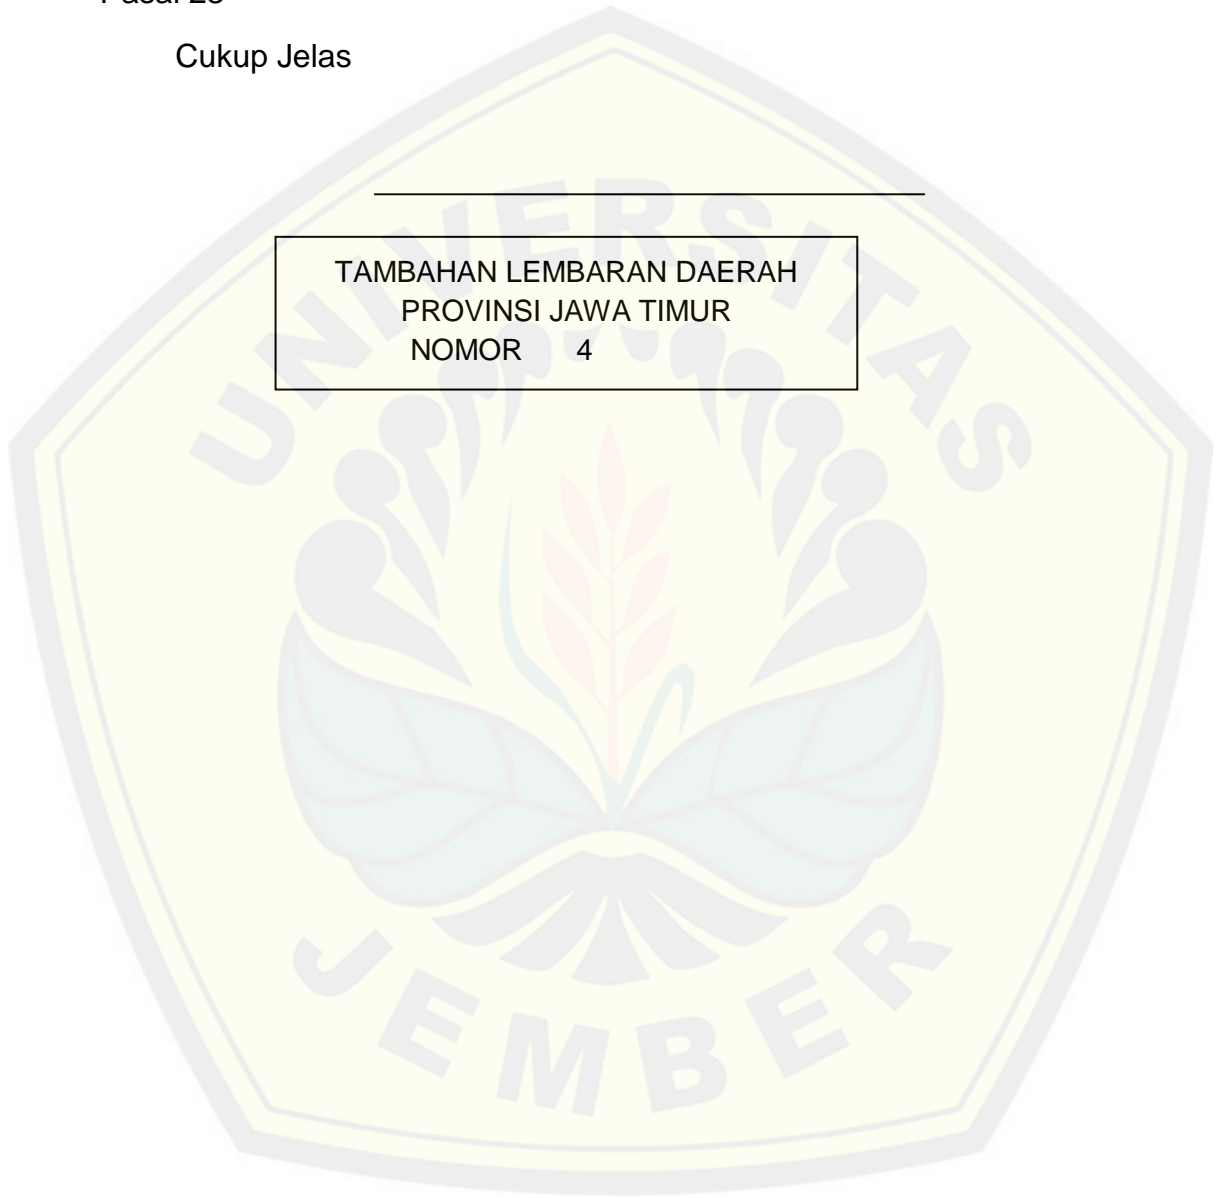 Cukup Jelas
TAMBAHAN LEMBARAN DAERAH
PROVINSI JAWA TIMUR
NOMOR 4
UNIVERSITAS
JEMBER